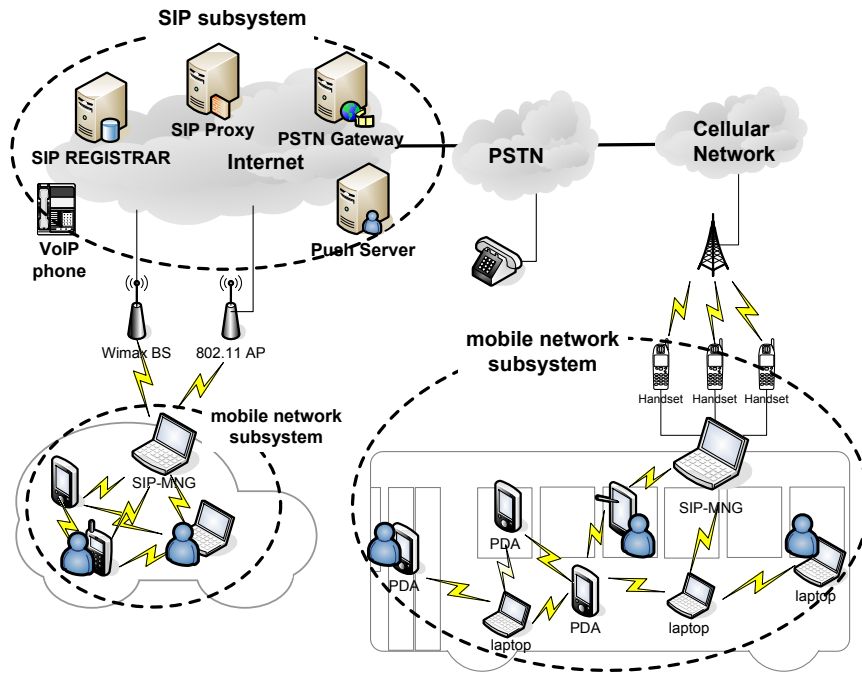 SIP subsystem
SIP Proxy
SIP REGISTRAR
PSTN Gateway
Internet
PSTN
Cellular
Network
VoIP
phone
Push Server
Wimax BS
802.11 AP
mobile network
subsystem
Handset
Handset
Handset
mobile network
subsystem
SIP-MNG
SIP-MNG
PDA
PDA
PDA
laptop
laptop
laptop